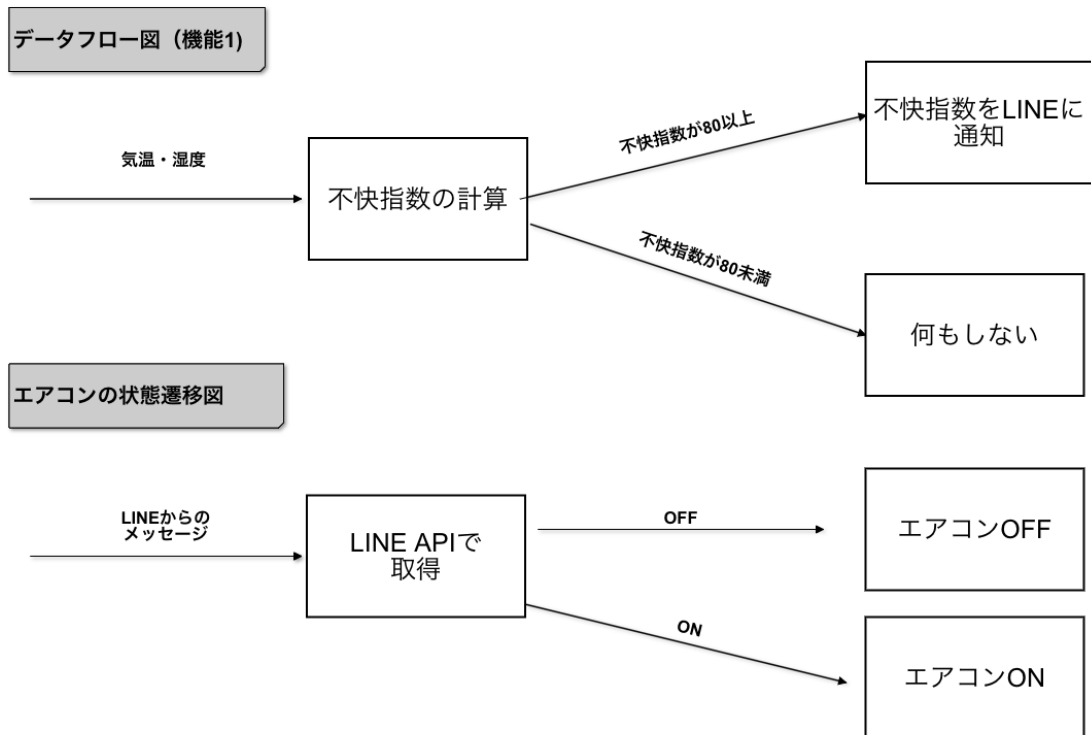 データフロー図（機能1)
気温・湿度
不快指数の計算
不快指数が80以上
不快指数をLINEに
通知
不快指数が80未満
何もしない
エアコンの状態遷移図
LINEからの
メッセージ
LINE APIで
取得
OFF
エアコンOFF
ON
エアコンON